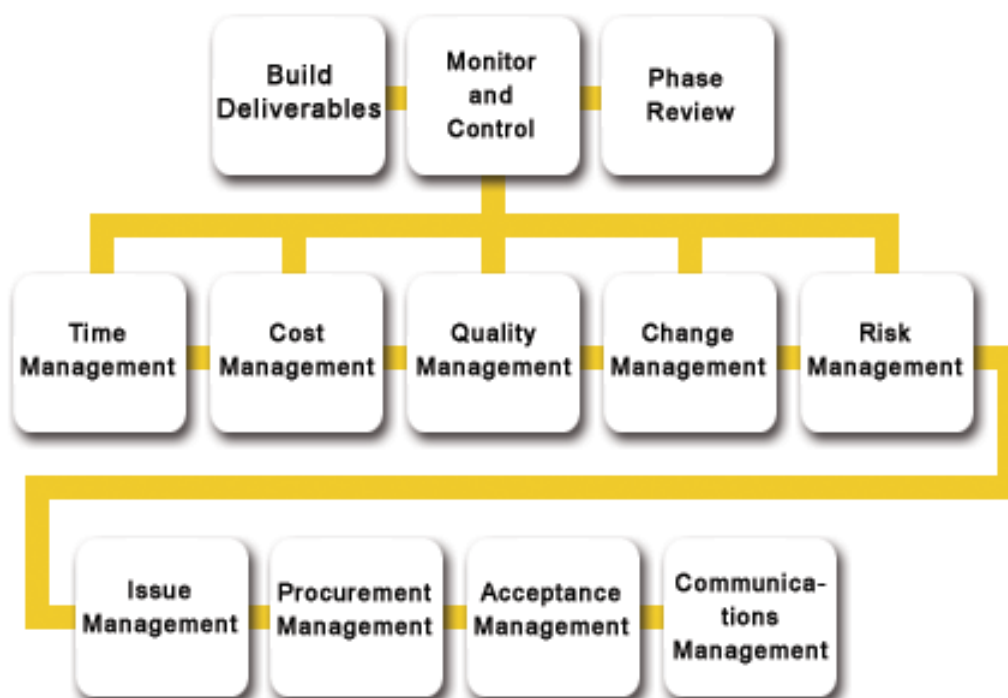 Build
Deliverables
Monitor
and
Control
Phase
Review
Time
Management
Cost
Management
Quality
Management
Change
Management
Risk
Management
Issue
Management
Procurement
Management
Acceptance
Management
Communica-
tions
Management